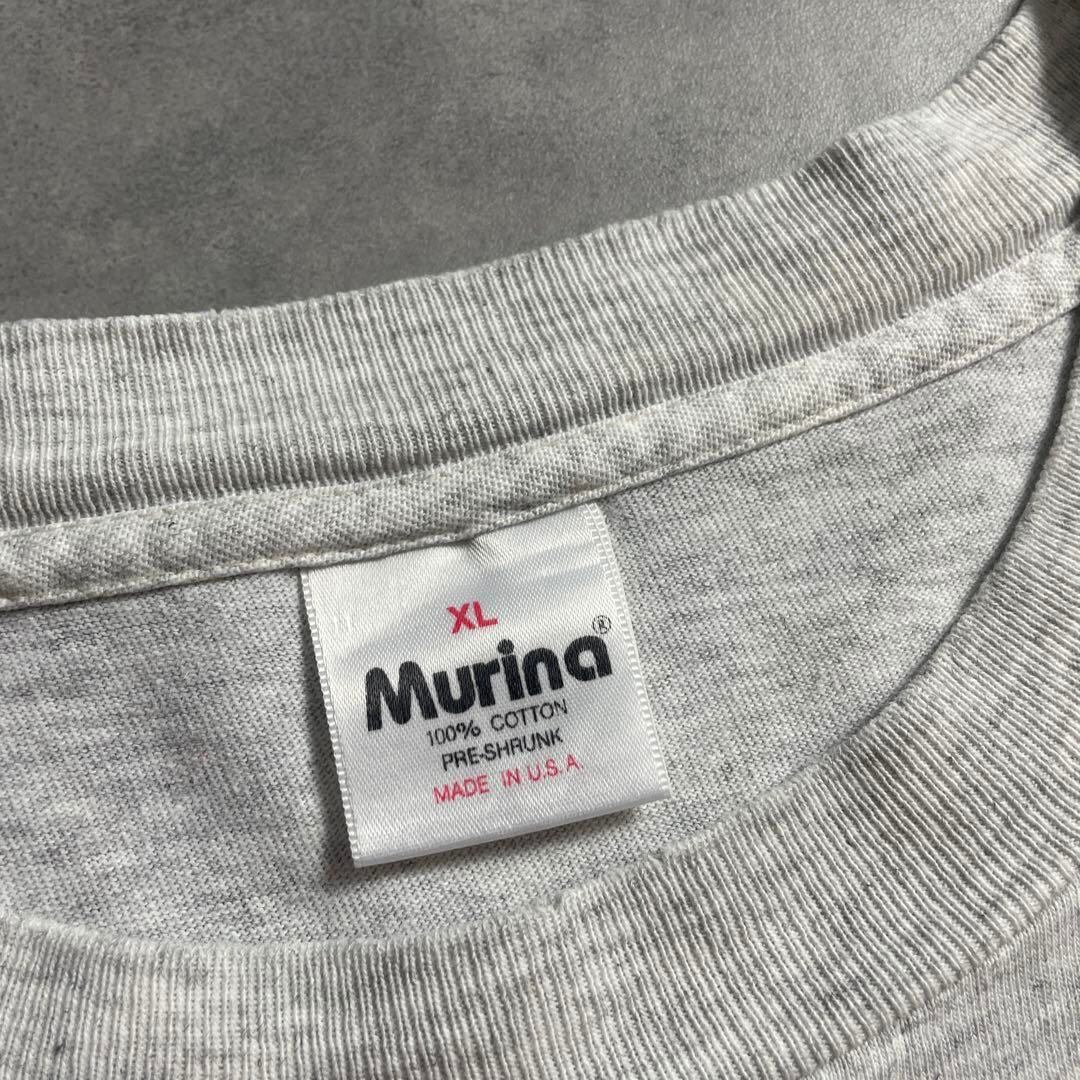 XL
Murina®
100% COTTON
PRE-SHRUNK
MADE IN U.S.A.